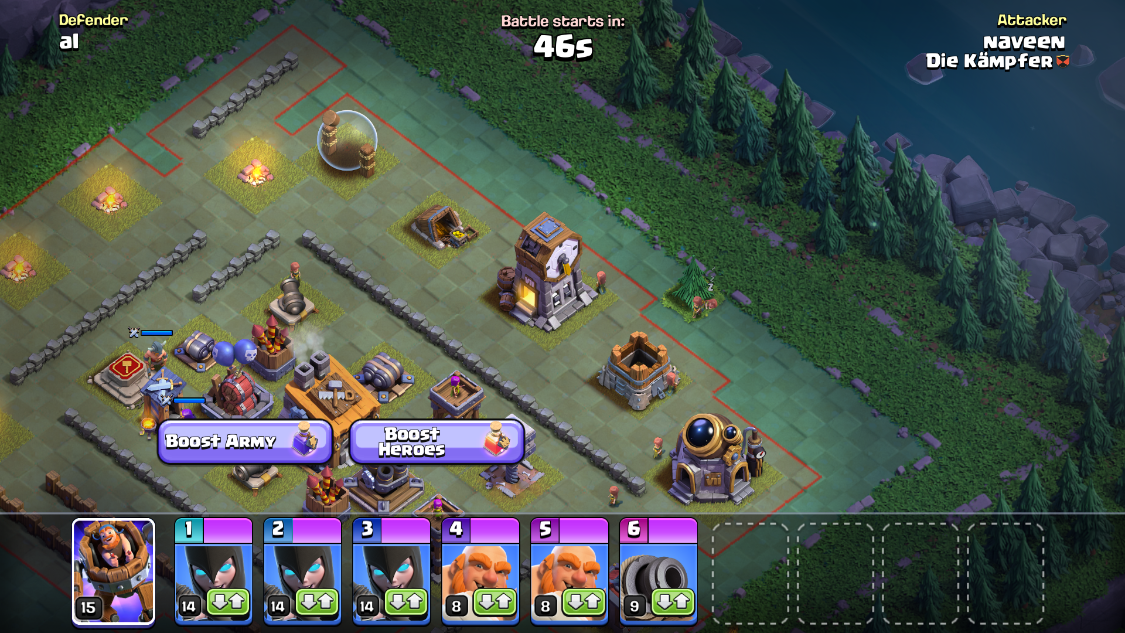 Defender
al
Battle starts in:
46s
Attacker
NAVEEN
Die Kämpfer
z
Boost Army
Boost
Heroes
VII
1
2
3
4
5
6
15
14
14
14
8
8
9